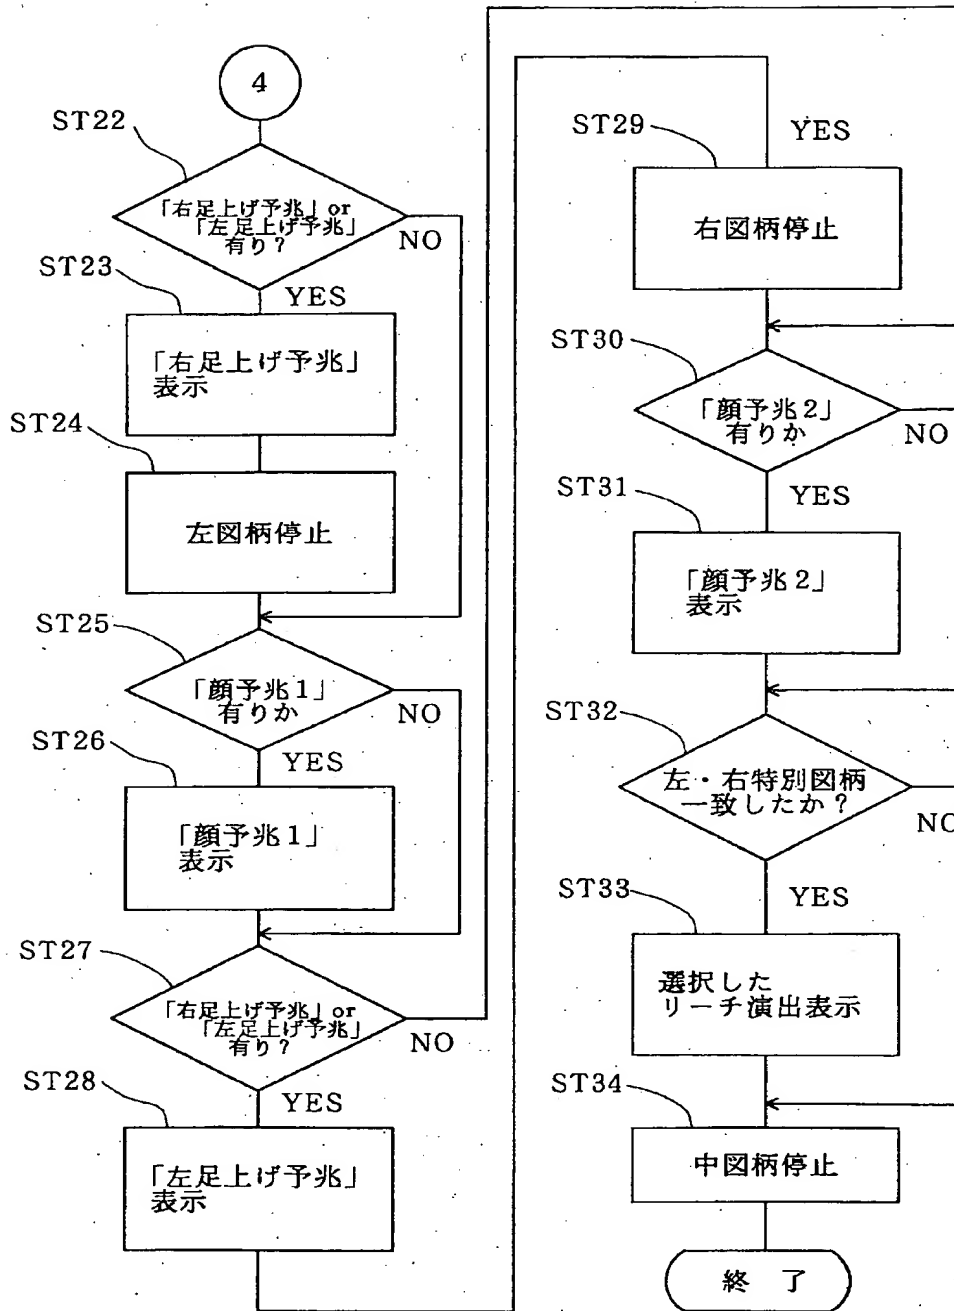 4
ST22
「右足上げ予兆」or
「左足上げ予兆」
有り?
NO
YES
ST23
「右足上げ予兆」
表示
ST24
左図柄停止
ST25
「顔予兆1」
有りか
NO
YES
ST26
「顔予兆1」
表示
ST27
「右足上げ予兆」or
「左足上げ予兆」
有り?
NO
YES
ST28
「左足上げ予兆」
表示
YES
ST29
右図柄停止
ST30
「顔予兆2」
有りか
NO
YES
ST31
「顔予兆2」
表示
ST32
左・右特別図柄
一致したか?
NO
YES
ST33
選択した
リーチ演出表示
ST34
中図柄停止
終 了